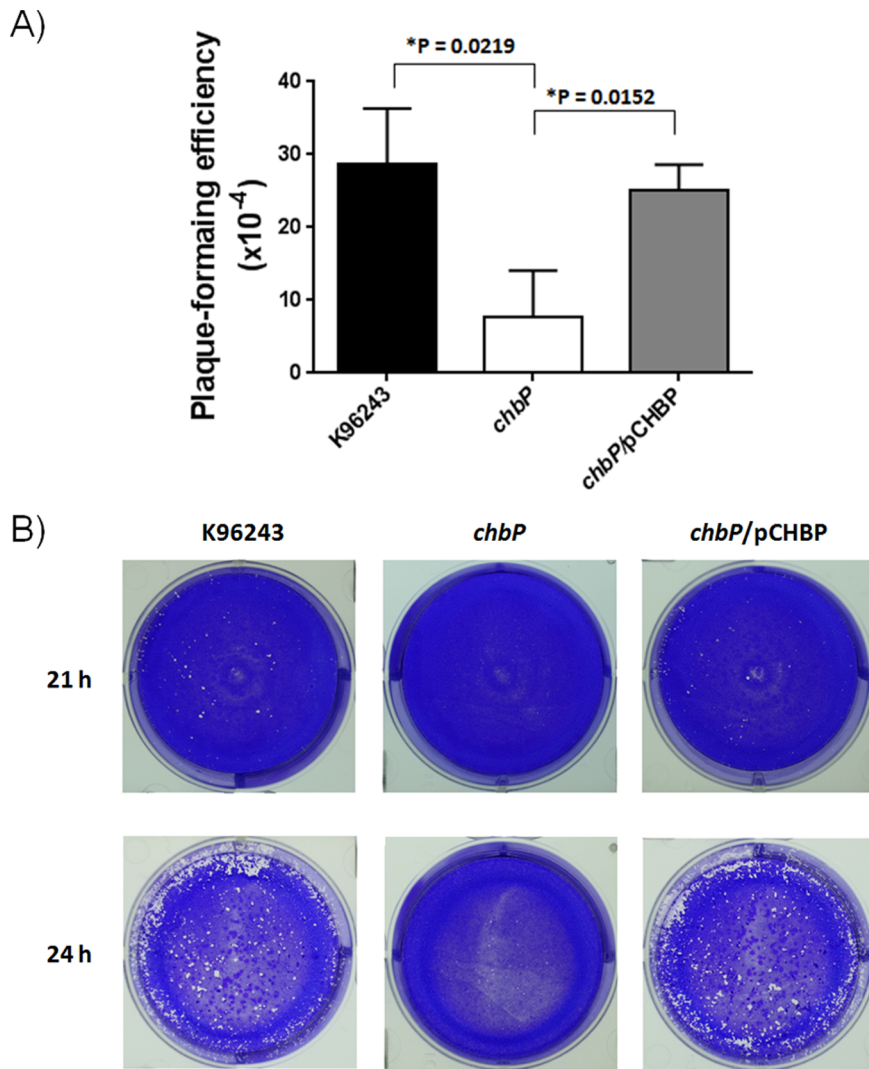 A)
*P = 0.0219
*P = 0.0152
Plaque-formaing efficiency
(x10-4)
40
30
20
10
0
K96243
chbP
chbP/pCHBP
B)
K96243 chbP chbP/pCHBP
21 h
24 h